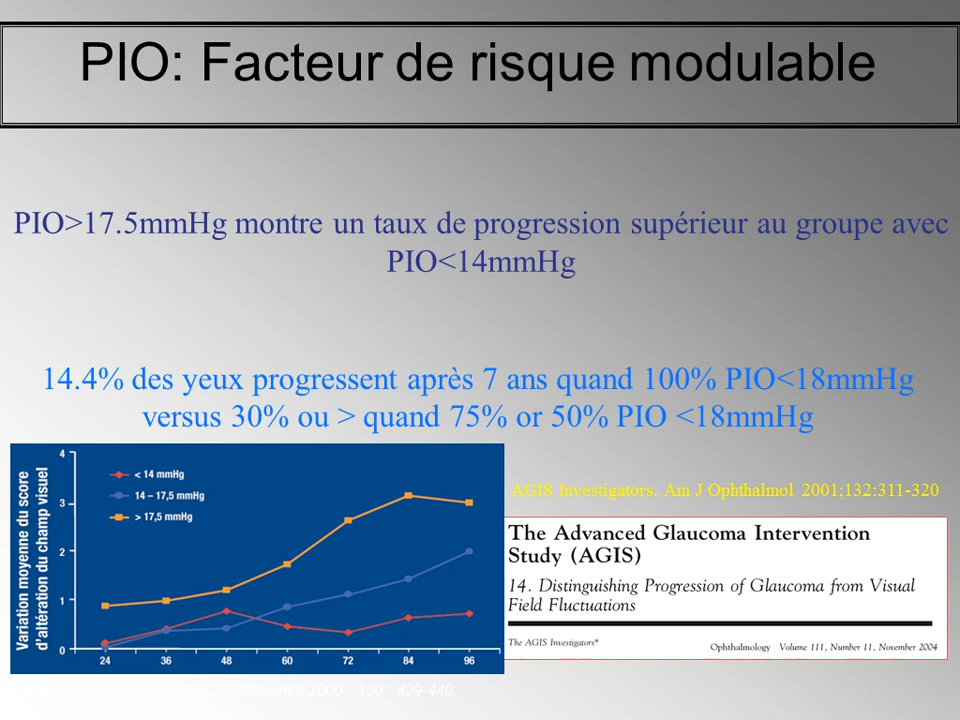 PIO: Facteur de risque modulable
PIO>17.5mmHg montre un taux de progression supérieur au groupe avec
PIO<14mmHg
14.4% des yeux progressent après 7 ans quand 100% PIO<18mmHg
versus 30% ou > quand 75% or 50% PIO <18mmHg
Variation moyenne du score
d'altération du champ visuel
4
3
2
1
0
< 14 mmHg
14 – 17,5 mmHg
> 17,5 mmHg
24 36 48 60 72 84 96
AGIS Investigators. Am J Ophthalmol 2001;132:311-320
The Advanced Glaucoma Intervention
Study (AGIS)
14. Distinguishing Progression of Glaucoma from Visual
Field Fluctuations
The AGIS Investigators*
Ophthalmology Volume 111, Number 11, November 2004
2000 130 429-440.